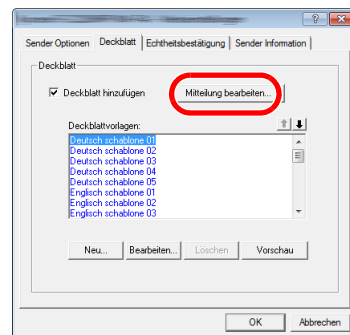 Sender Optionen Deckblatt Echtheitsbestätigung Sender Information
Deckblatt
Deckblatt hinzufügen Mitteilung bearbeiten...
Deckblattvorlagen:
Deutsch schablone 01
Deutsch schablone 02
Deutsch schablone 03
Deutsch schablone 04
Deutsch schablone 05
Englisch schablone 01
Englisch schablone 02
Englisch schablone 03
Neu... Bearbeiten... Löschen Vorschau
OK Abbrechen